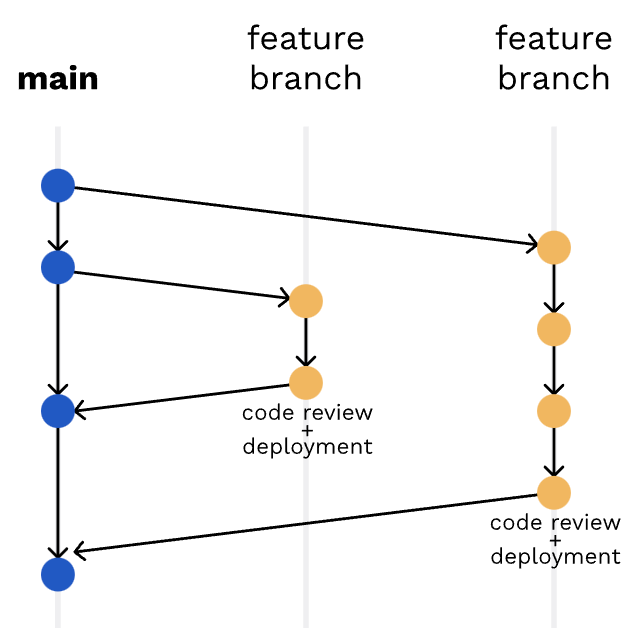 main
feature
branch
feature
branch
code review
+
deployment
code review
+
deployment